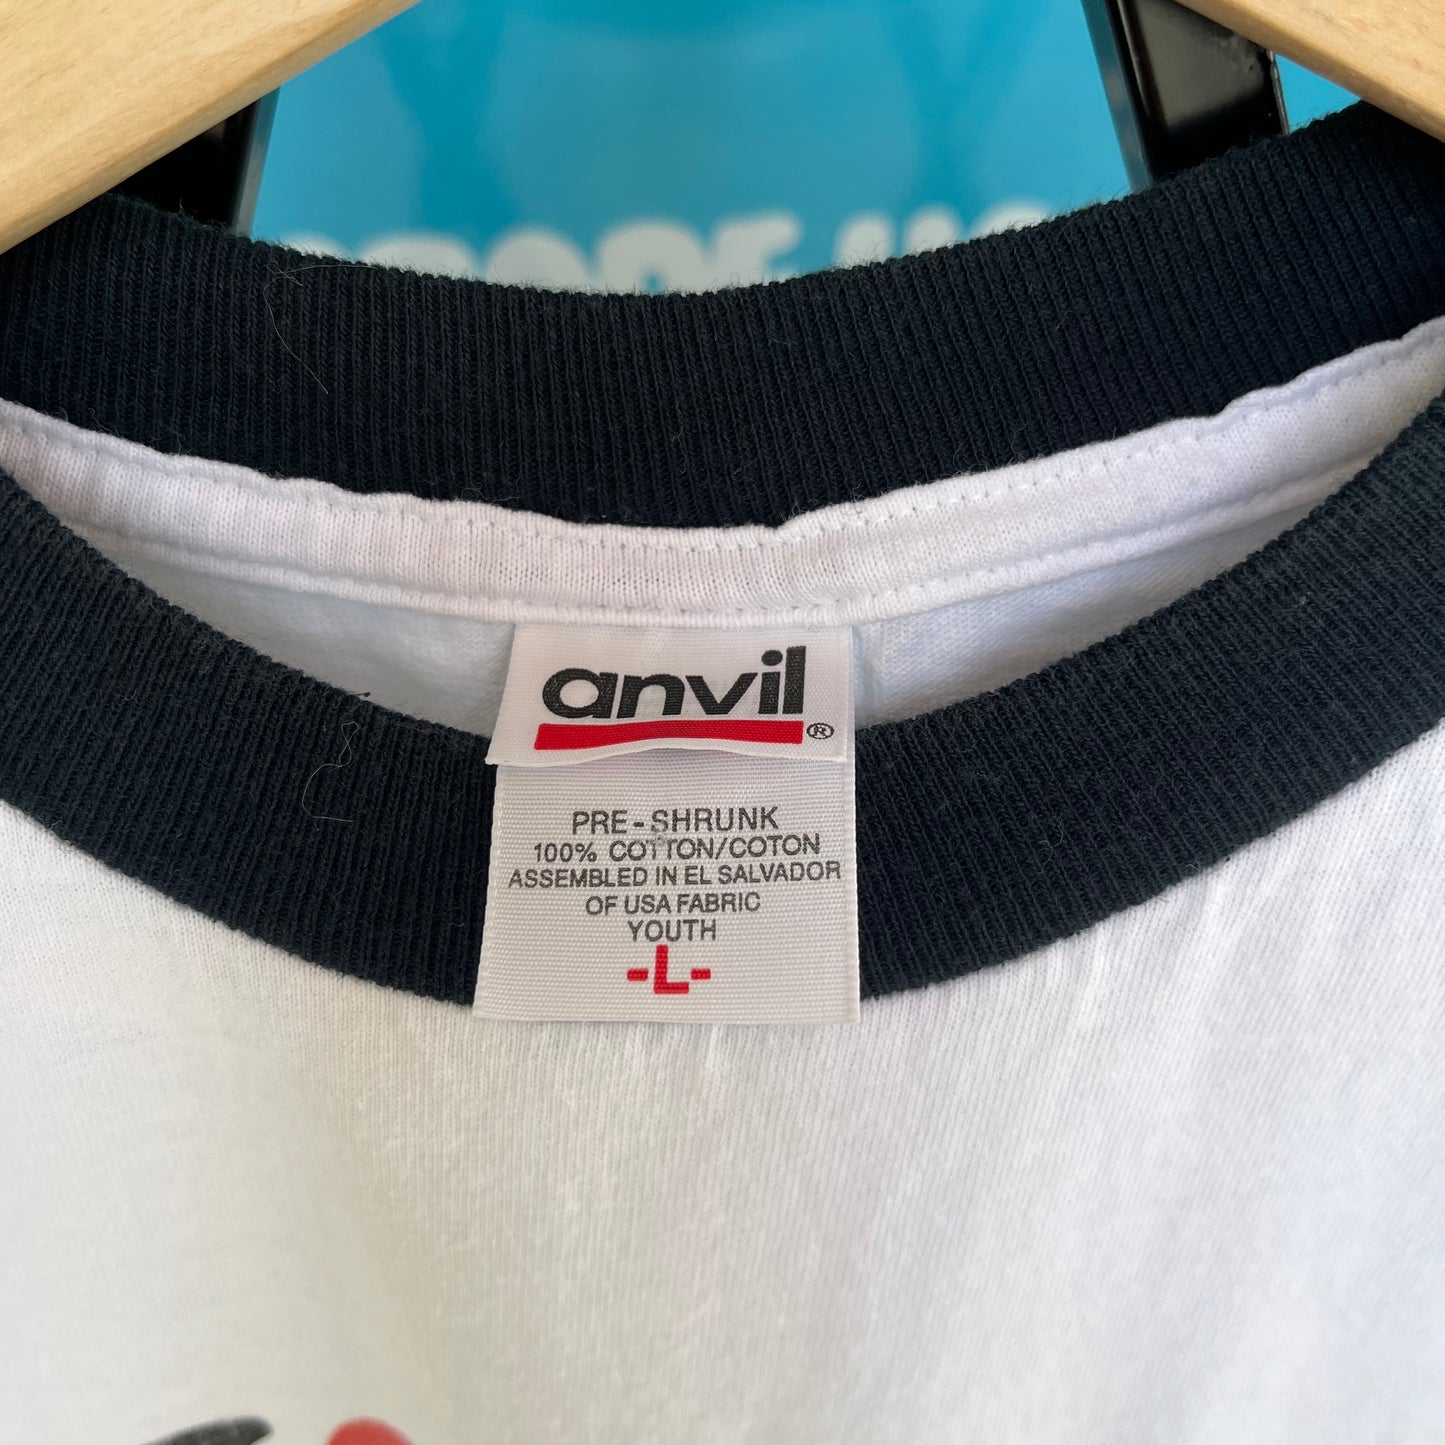 anvil®
PRE-SHRUNK
100% COTTON/COTON
ASSEMBLED IN EL SALVADOR
OF USA FABRIC
YOUTH
-L-